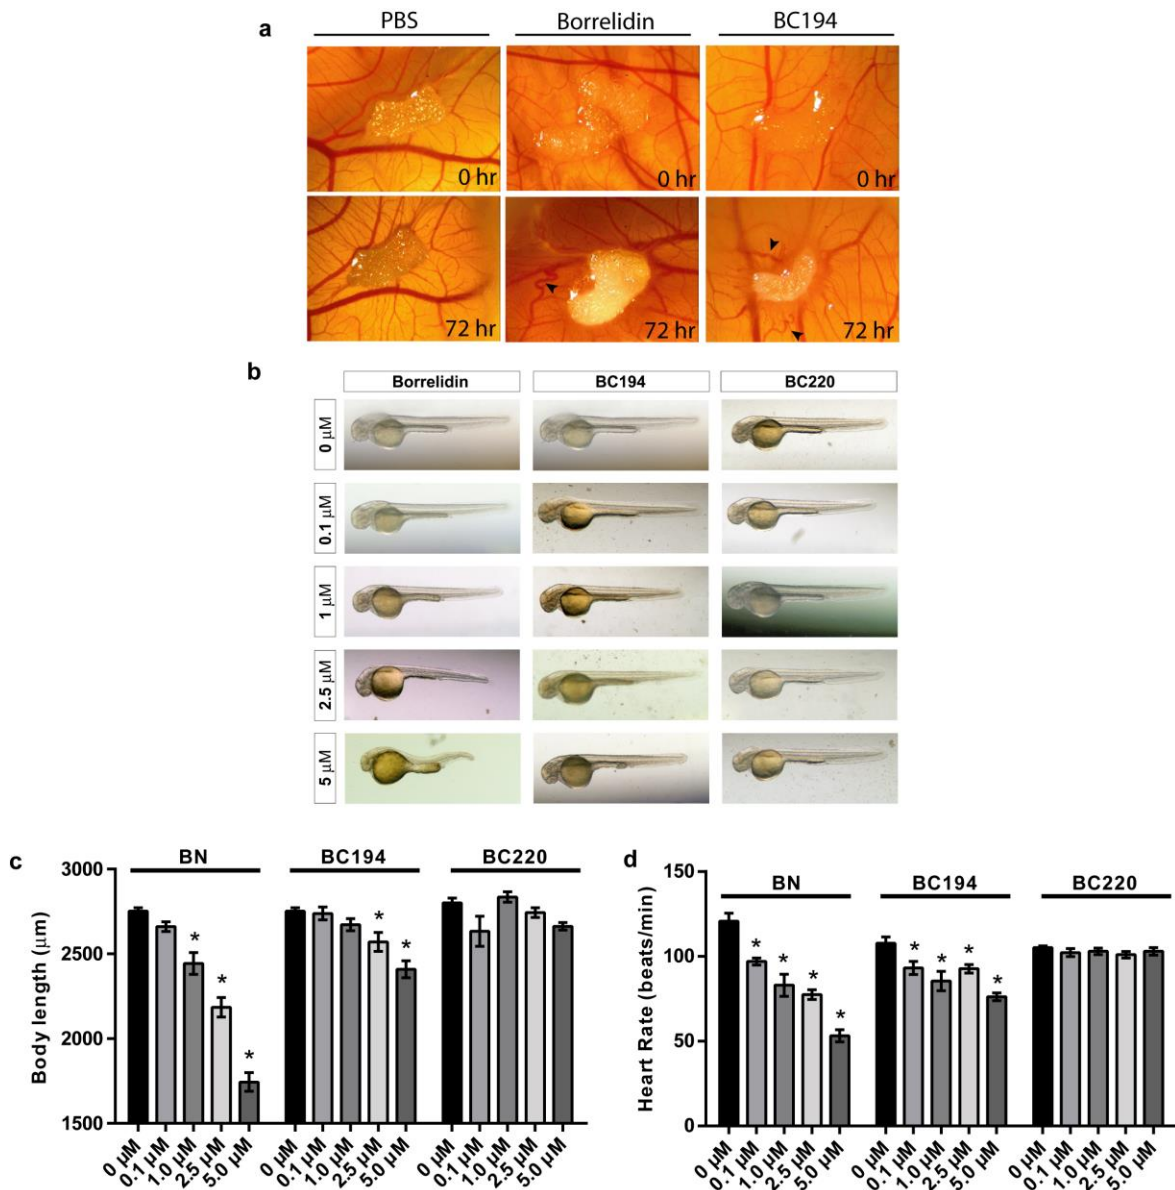 a
PBS
Borrelidin
BC194
0 hr
0 hr
0 hr
72 hr
72 hr
72 hr
b
Borrelidin
BC194
BC220
0 μM
0.1 μM
1 μM
2.5 μM
5 μM
c
BN
BC194
BC220
Body length (μm)
3000
2500
2000
1500
0 μM
0.1 μM
1.0 μM
2.5 μM
5.0 μM
0 μM
0.1 μM
1.0 μM
2.5 μM
5.0 μM
0 μM
0.1 μM
1.0 μM
2.5 μM
5.0 μM
* * *
* *
d
BN
BC194
BC220
Heart Rate (beats/min)
150
100
50
0
* * * *
* * * *
0 μM
0.1 μM
1.0 μM
2.5 μM
5.0 μM
0 μM
0.1 μM
1.0 μM
2.5 μM
5.0 μM
0 μM
0.1 μM
1.0 μM
2.5 μM
5.0 μM